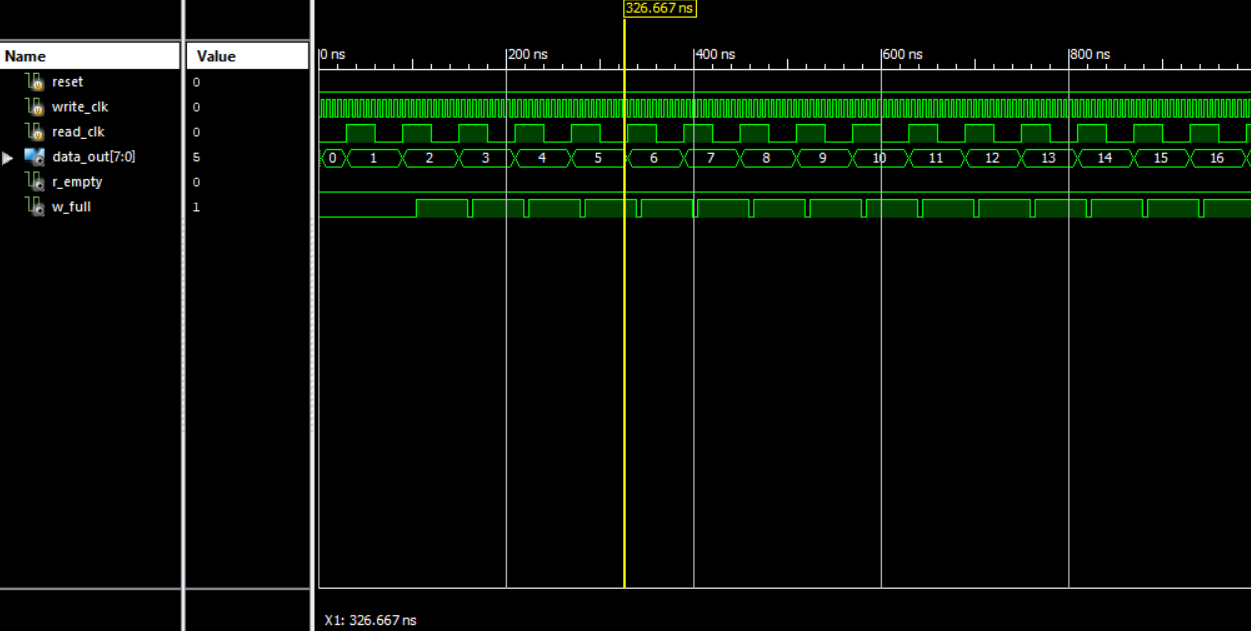 326.667 ns
Name Value 0 ns 200 ns 400 ns 600 ns 800 ns
reset 0
write_clk 0
read_clk 0
data_out[7:0] 5 0 1 2 3 4 5 6 7 8 9 10 11 12 13 14 15 16
r_empty 0
w_full 1
X1: 326.667 ns